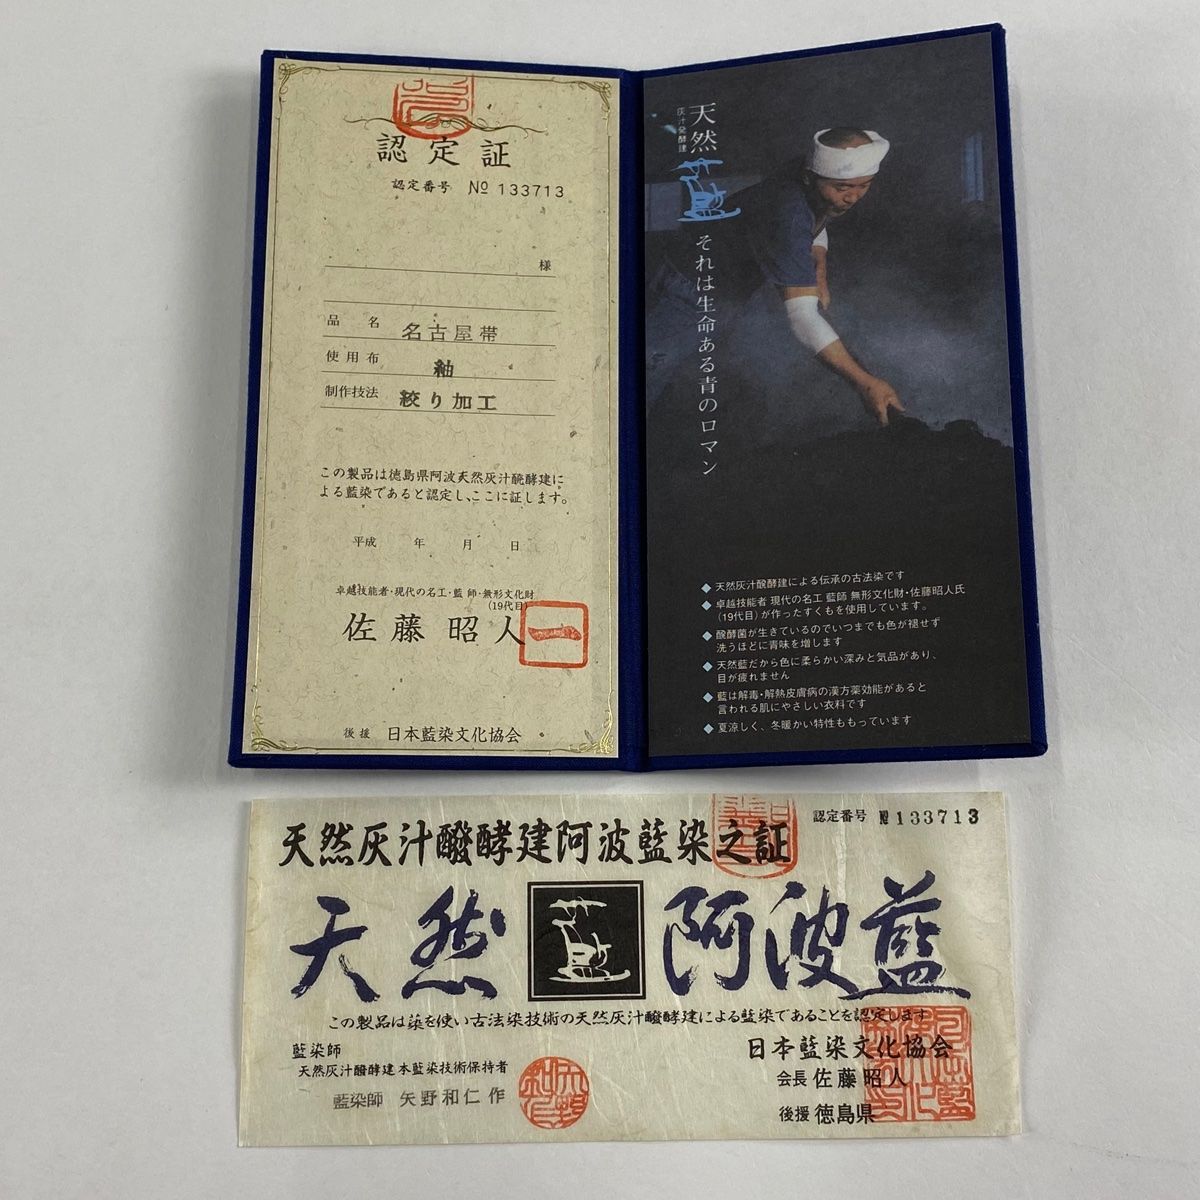 認定証
認定番号 № 133713
様
品名 名古屋帯
使用布 紬
制作技法 絞り加工
この製品は徳島県阿波天然灰汁醗酵建に
よる藍染であると認定し、ここに証します。
平成 年 月 日
卓越技能者・現代の名工・藍師・無形文化財
(19代目)
佐藤昭人
一
後援 日本藍染文化協会
天然
灰汁発酵建
藍
それは生命ある青のロマン
◆天然灰汁醗酵建による伝承の古法染です
◆卓越技能者 現代の名工 藍師 無形文化財・佐藤昭人氏
(19代目)が作ったすくもを使用しています。
◆醗酵菌が生きているのでいつまでも色が褪せず
洗うほどに青味を増します
◆天然藍だから色に柔らかい深みと気品があり、
目が疲れません
◆藍は解毒・解熱皮膚病の漢方薬効能があると
言われる肌にやさしい衣料です
◆夏涼しく、冬暖かい特性ももっています
天然灰汁醱酵建阿波藍染之証
認定番号 № 133713
天然 藍 阿波藍
この製品は蒅を使い古法染技術の天然灰汁醱酵建による藍染であることを認定します
藍染師
天然灰汁醱酵建本藍染技術保持者
藍染師 矢野和仁 作
日本藍染文化協会
会長 佐藤昭人
後援 徳島県